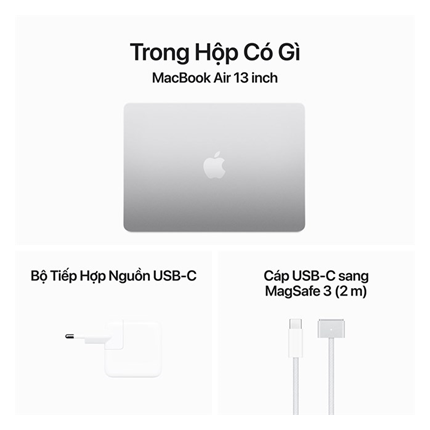 Trong Hộp Có Gì
MacBook Air 13 inch
Bộ Tiếp Hợp Nguồn USB-C
Cáp USB-C sang
MagSafe 3 (2 m)